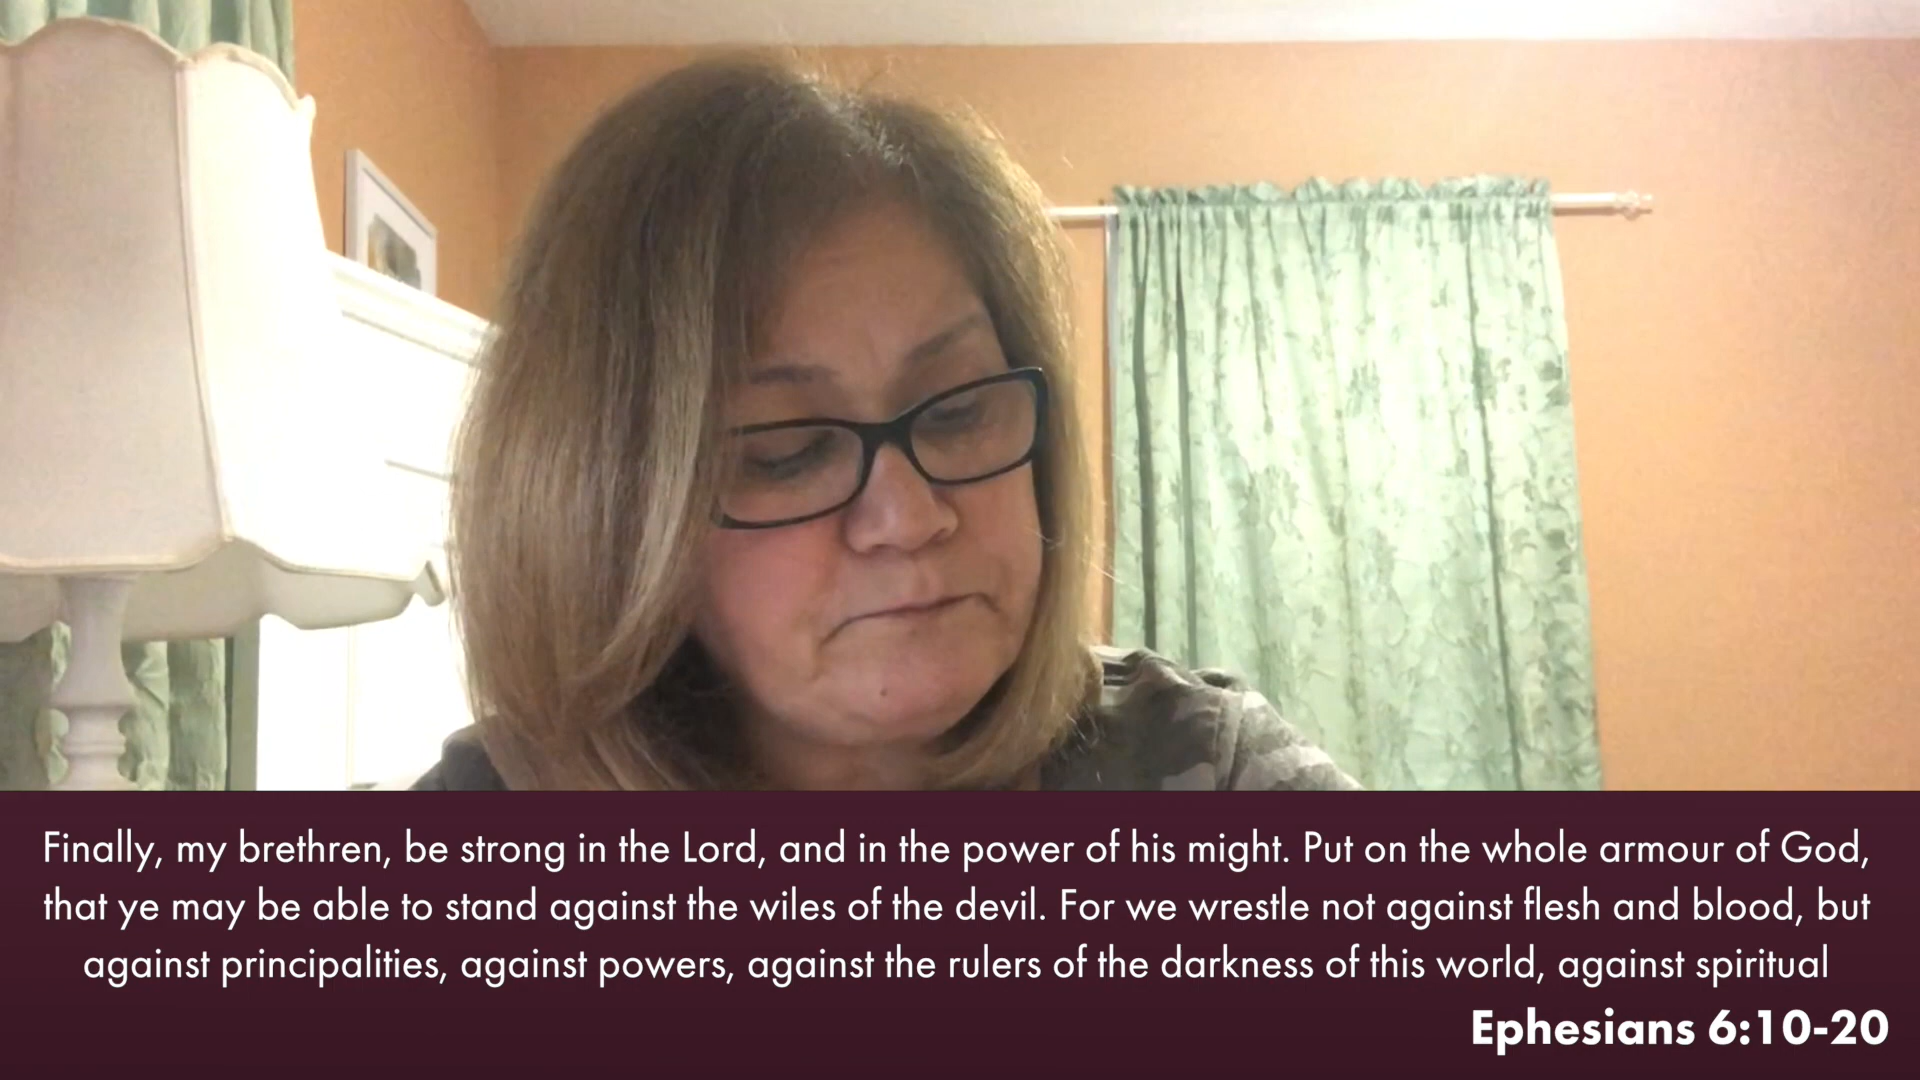 Finally, my brethren, be strong in the Lord, and in the power of his might. Put on the whole armour of God,
that ye may be able to stand against the wiles of the devil. For we wrestle not against flesh and blood, but
against principalities, against powers, against the rulers of the darkness of this world, against spiritual
Ephesians 6:10-20